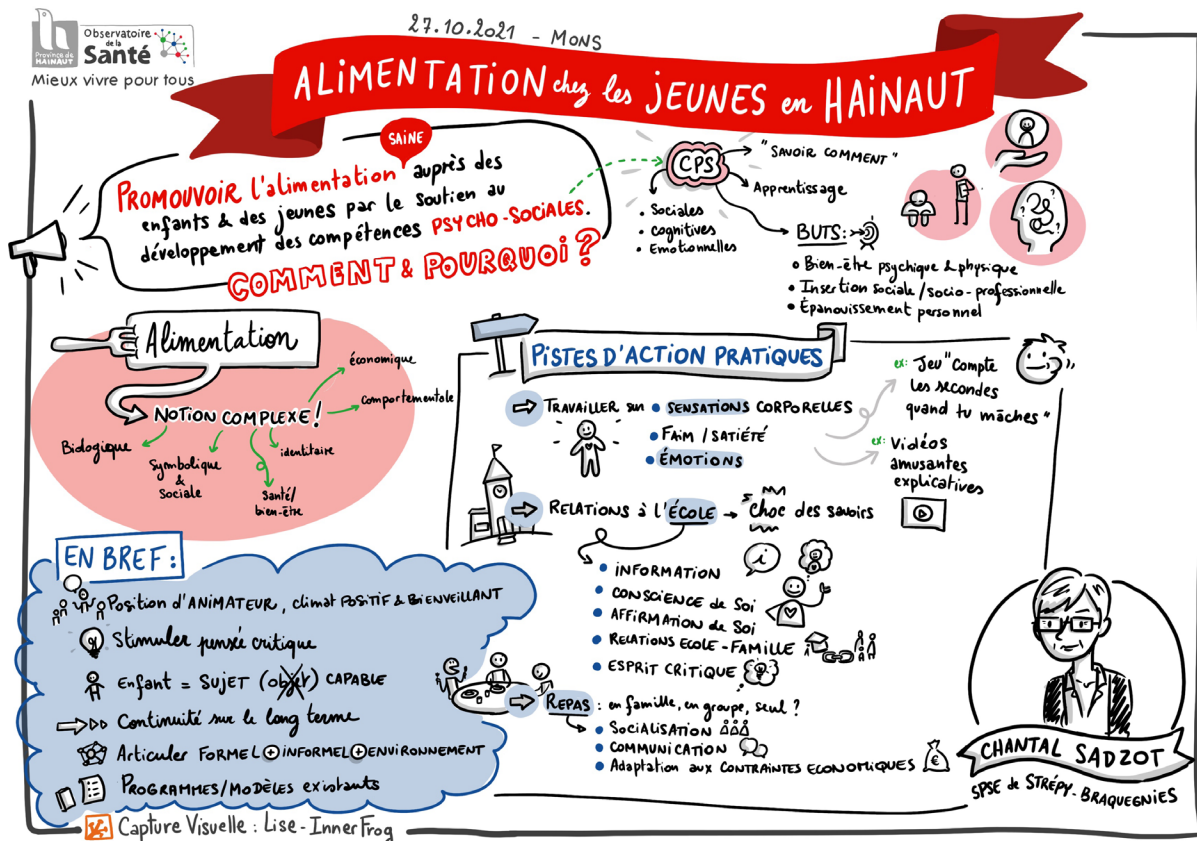 Province de
HAINAUT
Observatoire
de la
Santé
Mieux vivre pour tous
27.10.2021 - MONS
ALIMENTATION chez les JEUNES en HAINAUT
SAINE
PROMOUVOIR l'alimentation auprès des
enfants & des jeunes par le soutien au
développement des compétences PSYCHO-SOCIALES.
COMMENT & POURQUOI ?
CPS
"SAVOIR COMMENT"
Apprentissage
• Sociales
• Cognitives
• Emotionnelles
BUTS:
• Bien-être psychique & physique
• Insertion sociale / socio-professionnelle
• Épanouissement personnel
Alimentation
NOTION COMPLEXE !
économique
comportementale
identitaire
Santé/
bien-être
Symbolique
&
Sociale
Biologique
PISTES D'ACTION PRATIQUES
TRAVAILLER sur • SENSATIONS CORPORELLES
• FAIM / SATIÉTÉ
• ÉMOTIONS
ex: Jeu "Compte
les secondes
quand tu mâches"
ex: Vidéos
amusantes
explicatives
RELATIONS à l'ÉCOLE → choc des savoirs
• INFORMATION
• CONSCIENCE de Soi
• AFFIRMATION de Soi
• RELATIONS ECOLE-FAMILLE
• ESPRIT CRITIQUE
REPAS : en famille, en groupe, seul ?
• SOCIALISATION
• COMMUNICATION
• Adaptation aux CONTRAINTES ECONOMIQUES
€
EN BREF :
Position d'ANIMATEUR, climat POSITIF & BIENVEILLANT
Stimuler pensée critique
Enfant = SUJET (objet) CAPABLE
Continuité sur le long terme
Articuler FORMEL + INFORMEL + ENVIRONNEMENT
PROGRAMMES/MODÈLES existants
CHANTAL SADZOT
SPSE de STRÉPY-BRAQUEGNIES
Capture Visuelle : Lise - InnerFrog